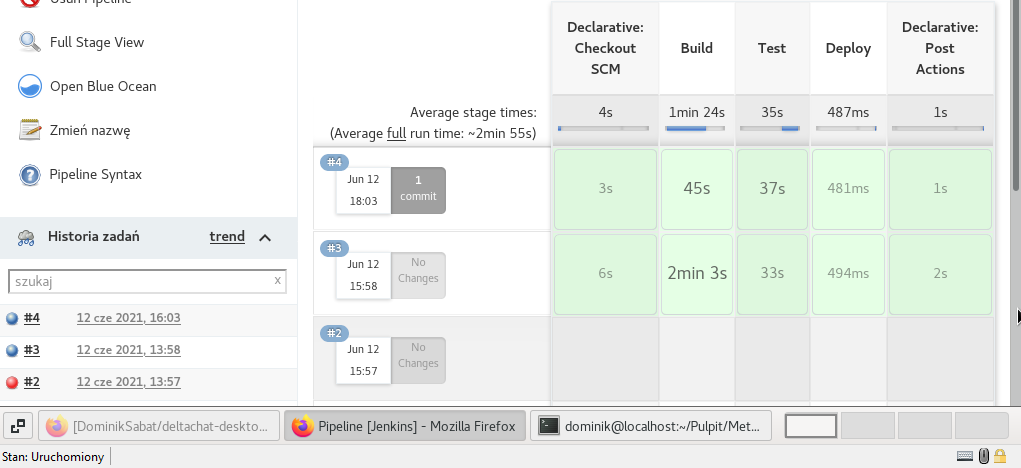 Usuń Pipeline
Full Stage View
Open Blue Ocean
Zmień nazwę
Pipeline Syntax
Historia zadań
trend
szukaj
x
#4
12 cze 2021, 16:03
#3
12 cze 2021, 13:58
#2
12 cze 2021, 13:57
Declarative:
Checkout
SCM
Build
Test
Deploy
Declarative:
Post
Actions
Average stage times:
(Average full run time: ~2min 55s)
4s
1min 24s
35s
487ms
1s
#4
Jun 12
18:03
1
commit
3s
45s
37s
481ms
1s
#3
Jun 12
15:58
No
Changes
6s
2min 3s
33s
494ms
2s
#2
Jun 12
15:57
No
Changes
[DominikSabat/deltachat-deskto...
Pipeline [Jenkins] - Mozilla Firefox
dominik@localhost:~/Pulpit/Met...
Stan: Uruchomiony